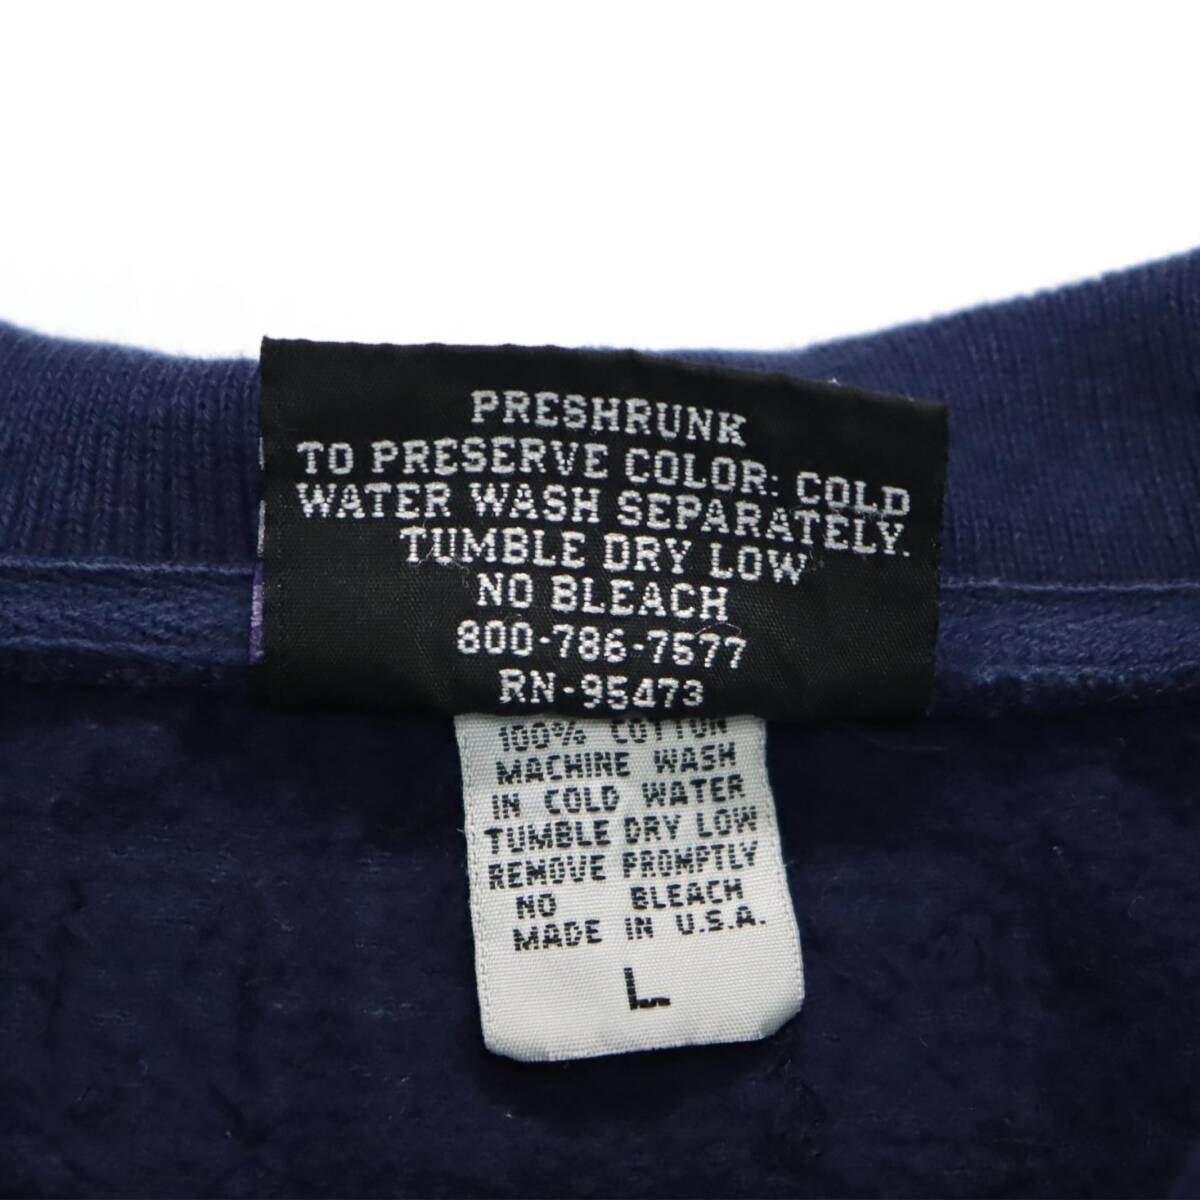 PRESHRUNK
TO PRESERVE COLOR: COLD
WATER WASH SEPARATELY.
TUMBLE DRY LOW
NO BLEACH
800-786-7577
RN-95473
100% COTTON
MACHINE WASH
IN COLD WATER
TUMBLE DRY LOW
REMOVE PROMPTLY
NO BLEACH
MADE IN U.S.A.
L